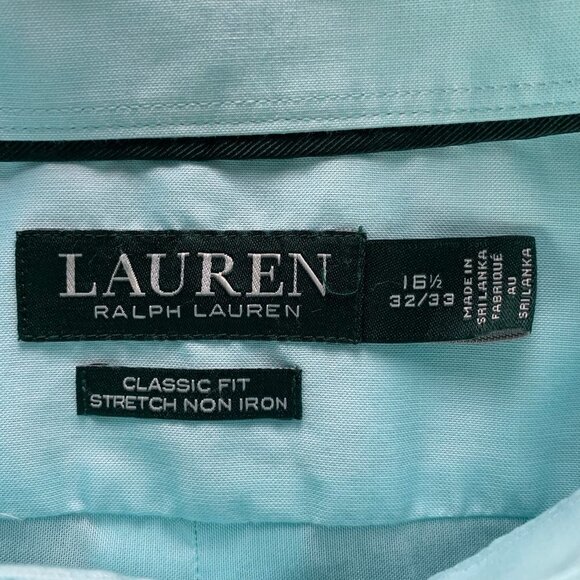 LAUREN
RALPH LAUREN
16½
32/33
MADE IN
SRI LANKA
FABRIQUÉ
AU
SRI LANKA
CLASSIC FIT
STRETCH NON IRON